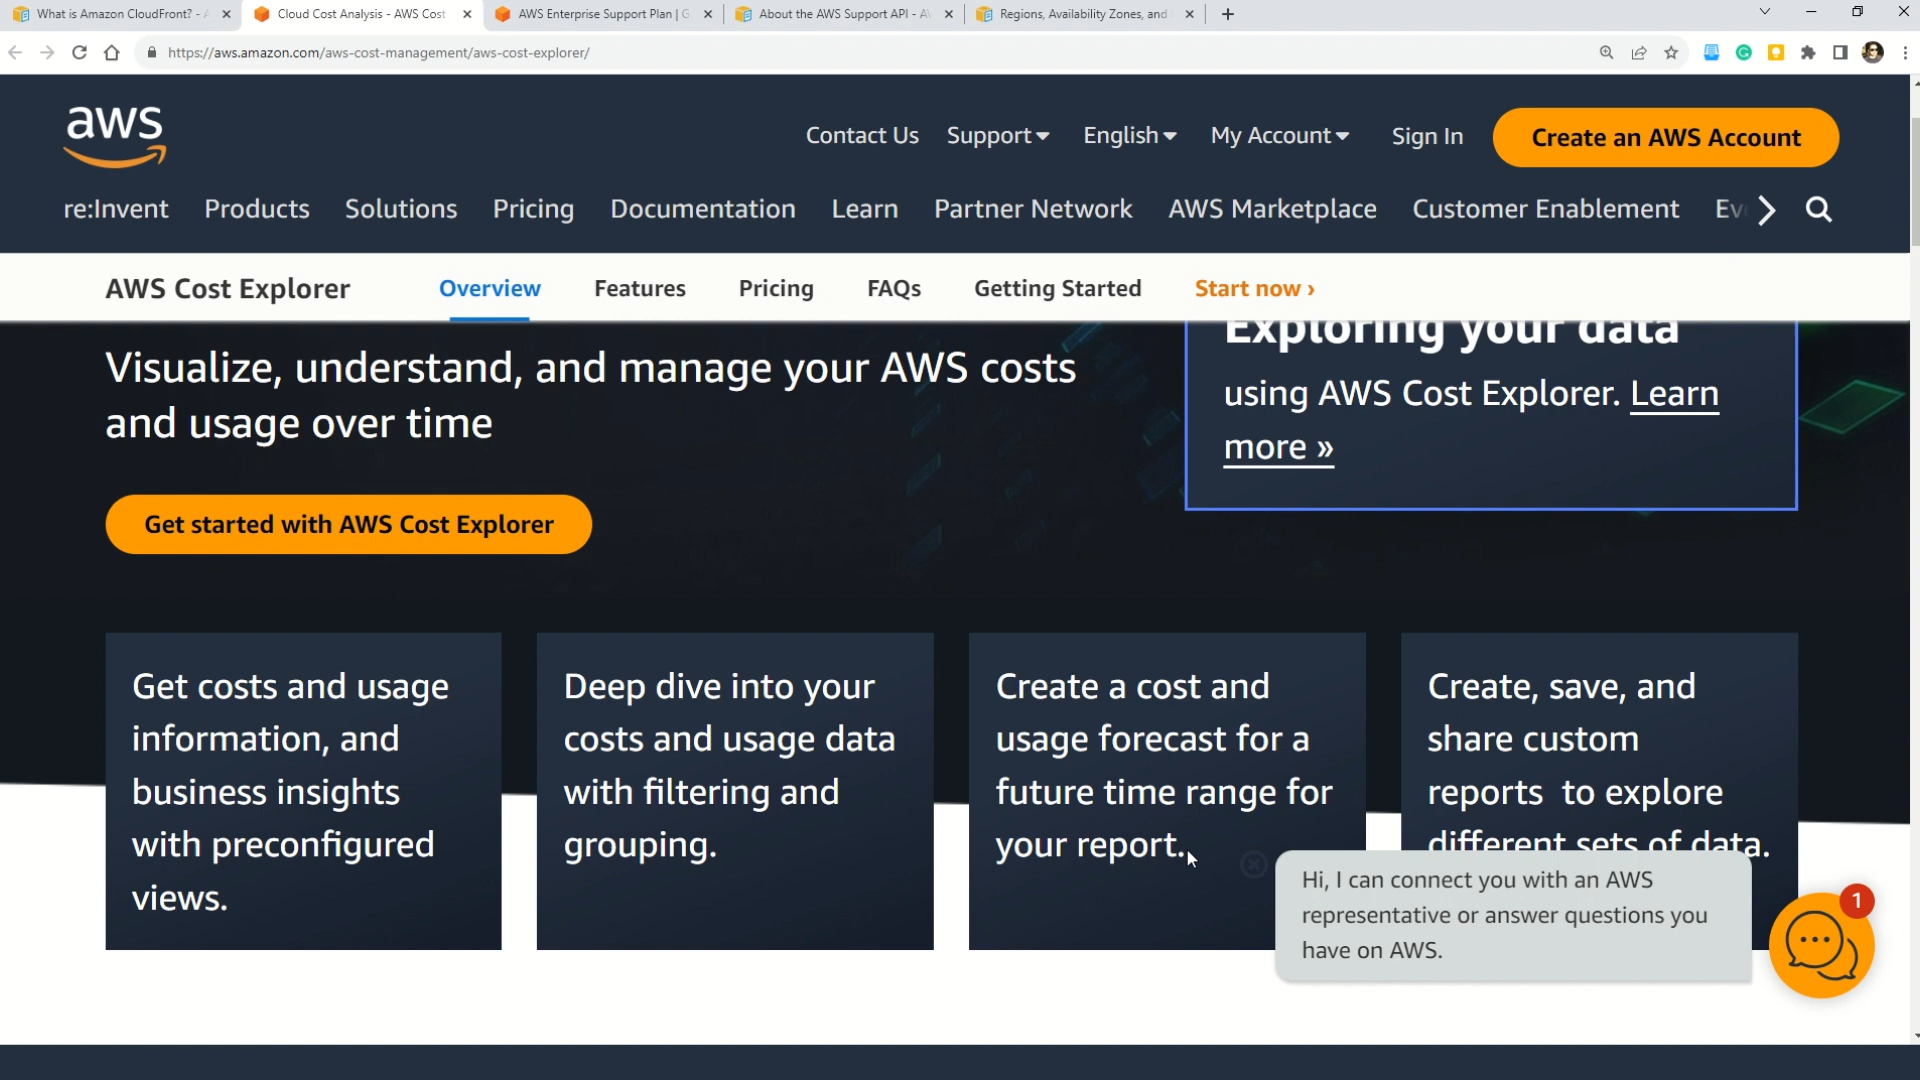 What is Amazon CloudFront? - A
Cloud Cost Analysis - AWS Cost
AWS Enterprise Support Plan | G
About the AWS Support API - A
Regions, Availability Zones, and
https://aws.amazon.com/aws-cost-management/aws-cost-explorer/
aws
Contact Us Support English My Account Sign In Create an AWS Account
re:Invent Products Solutions Pricing Documentation Learn Partner Network AWS Marketplace Customer Enablement Ev
AWS Cost Explorer Overview Features Pricing FAQs Getting Started Start now ›
Visualize, understand, and manage your AWS costs
and usage over time
Get started with AWS Cost Explorer
Exploring your data
using AWS Cost Explorer. Learn
more »
Get costs and usage
information, and
business insights
with preconfigured
views.
Deep dive into your
costs and usage data
with filtering and
grouping.
Create a cost and
usage forecast for a
future time range for
your report.
Create, save, and
share custom
reports to explore
different sets of data.
Hi, I can connect you with an AWS
representative or answer questions you
have on AWS.
1